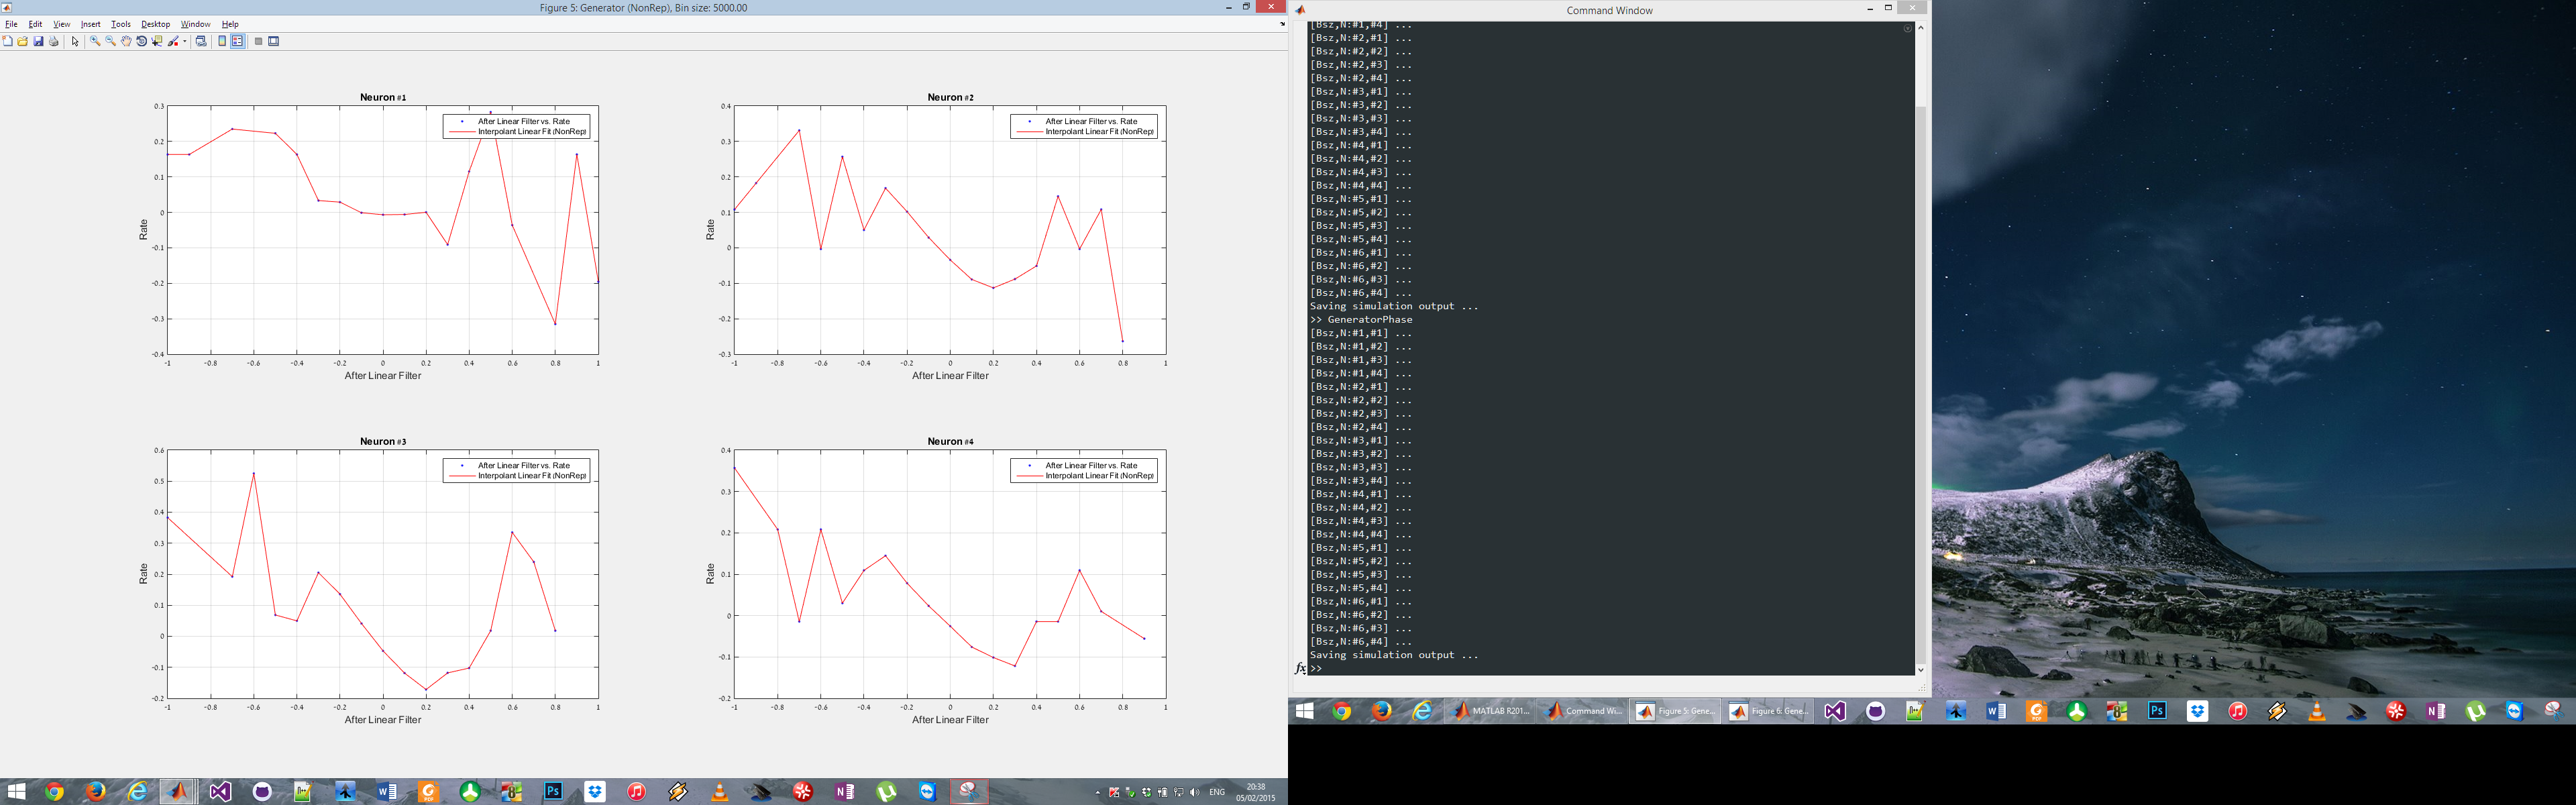 Figure 5: Generator (NonRep), Bin size: 5000.00
File Edit View Insert Tools Desktop Window Help
Neuron #1
0.3
0.2
0.1
0
-0.1
-0.2
-0.3
-0.4
Rate
After Linear Filter vs. Rate
Interpolant Linear Fit (NonRep)
-1 -0.8 -0.6 -0.4 -0.2 0 0.2 0.4 0.6 0.8 1
After Linear Filter
Neuron #2
0.4
0.3
0.2
0.1
0
-0.1
-0.2
-0.3
Rate
After Linear Filter vs. Rate
Interpolant Linear Fit (NonRep)
-1 -0.8 -0.6 -0.4 -0.2 0 0.2 0.4 0.6 0.8 1
After Linear Filter
Neuron #3
0.6
0.5
0.4
0.3
0.2
0.1
0
-0.1
-0.2
Rate
After Linear Filter vs. Rate
Interpolant Linear Fit (NonRep)
-1 -0.8 -0.6 -0.4 -0.2 0 0.2 0.4 0.6 0.8 1
After Linear Filter
Neuron #4
0.4
0.3
0.2
0.1
0
-0.1
-0.2
Rate
After Linear Filter vs. Rate
Interpolant Linear Fit (NonRep)
-1 -0.8 -0.6 -0.4 -0.2 0 0.2 0.4 0.6 0.8 1
After Linear Filter
ENG
20:38
05/02/2015
Command Window
[Bsz,N:#1,#4] ...
[Bsz,N:#2,#1] ...
[Bsz,N:#2,#2] ...
[Bsz,N:#2,#3] ...
[Bsz,N:#2,#4] ...
[Bsz,N:#3,#1] ...
[Bsz,N:#3,#2] ...
[Bsz,N:#3,#3] ...
[Bsz,N:#3,#4] ...
[Bsz,N:#4,#1] ...
[Bsz,N:#4,#2] ...
[Bsz,N:#4,#3] ...
[Bsz,N:#4,#4] ...
[Bsz,N:#5,#1] ...
[Bsz,N:#5,#2] ...
[Bsz,N:#5,#3] ...
[Bsz,N:#5,#4] ...
[Bsz,N:#6,#1] ...
[Bsz,N:#6,#2] ...
[Bsz,N:#6,#3] ...
[Bsz,N:#6,#4] ...
Saving simulation output ...
>> GeneratorPhase
[Bsz,N:#1,#1] ...
[Bsz,N:#1,#2] ...
[Bsz,N:#1,#3] ...
[Bsz,N:#1,#4] ...
[Bsz,N:#2,#1] ...
[Bsz,N:#2,#2] ...
[Bsz,N:#2,#3] ...
[Bsz,N:#2,#4] ...
[Bsz,N:#3,#1] ...
[Bsz,N:#3,#2] ...
[Bsz,N:#3,#3] ...
[Bsz,N:#3,#4] ...
[Bsz,N:#4,#1] ...
[Bsz,N:#4,#2] ...
[Bsz,N:#4,#3] ...
[Bsz,N:#4,#4] ...
[Bsz,N:#5,#1] ...
[Bsz,N:#5,#2] ...
[Bsz,N:#5,#3] ...
[Bsz,N:#5,#4] ...
[Bsz,N:#6,#1] ...
[Bsz,N:#6,#2] ...
[Bsz,N:#6,#3] ...
[Bsz,N:#6,#4] ...
Saving simulation output ...
fx >>
MATLAB R201... Command Wi... Figure 5: Gene... Figure 6: Gene...